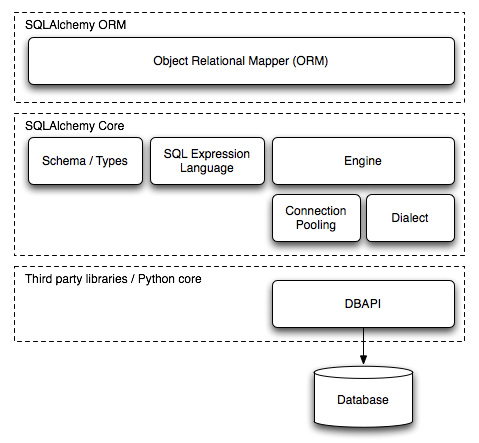 SQLAlchemy ORM
Object Relational Mapper (ORM)
SQLAlchemy Core
Schema / Types
SQL Expression
Language
Engine
Connection
Pooling
Dialect
Third party libraries / Python core
DBAPI
Database